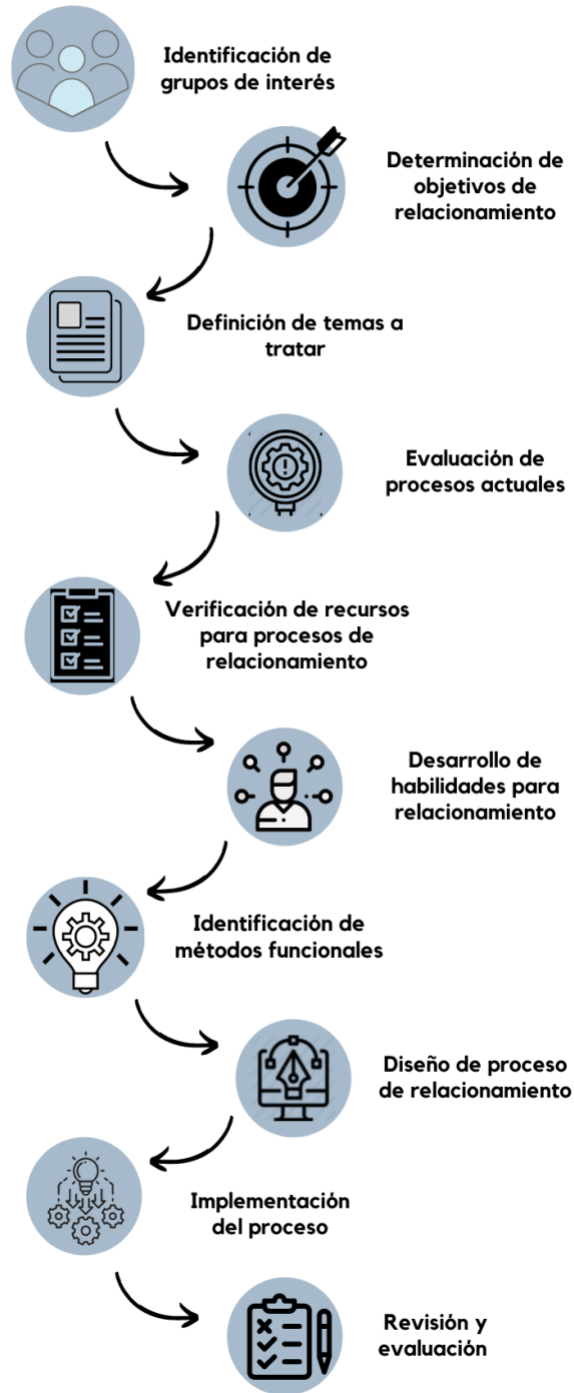 Identificación de
grupos de interés
Determinación de
objetivos de
relacionamiento
Definición de temas a
tratar
Evaluación de
procesos actuales
Verificación de recursos
para procesos de
relacionamiento
Desarrollo de
habilidades para
relacionamiento
Identificación de
métodos funcionales
Diseño de proceso
de relacionamiento
Implementación
del proceso
Revisión y
evaluación